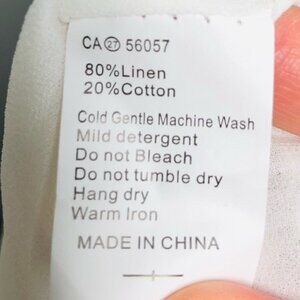 CA 27 56057
80%Linen
20%Cotton
Cold Gentle Machine Wash
Mild detergent
Do not Bleach
Do not tumble dry
Hang dry
Warm Iron
MADE IN CHINA